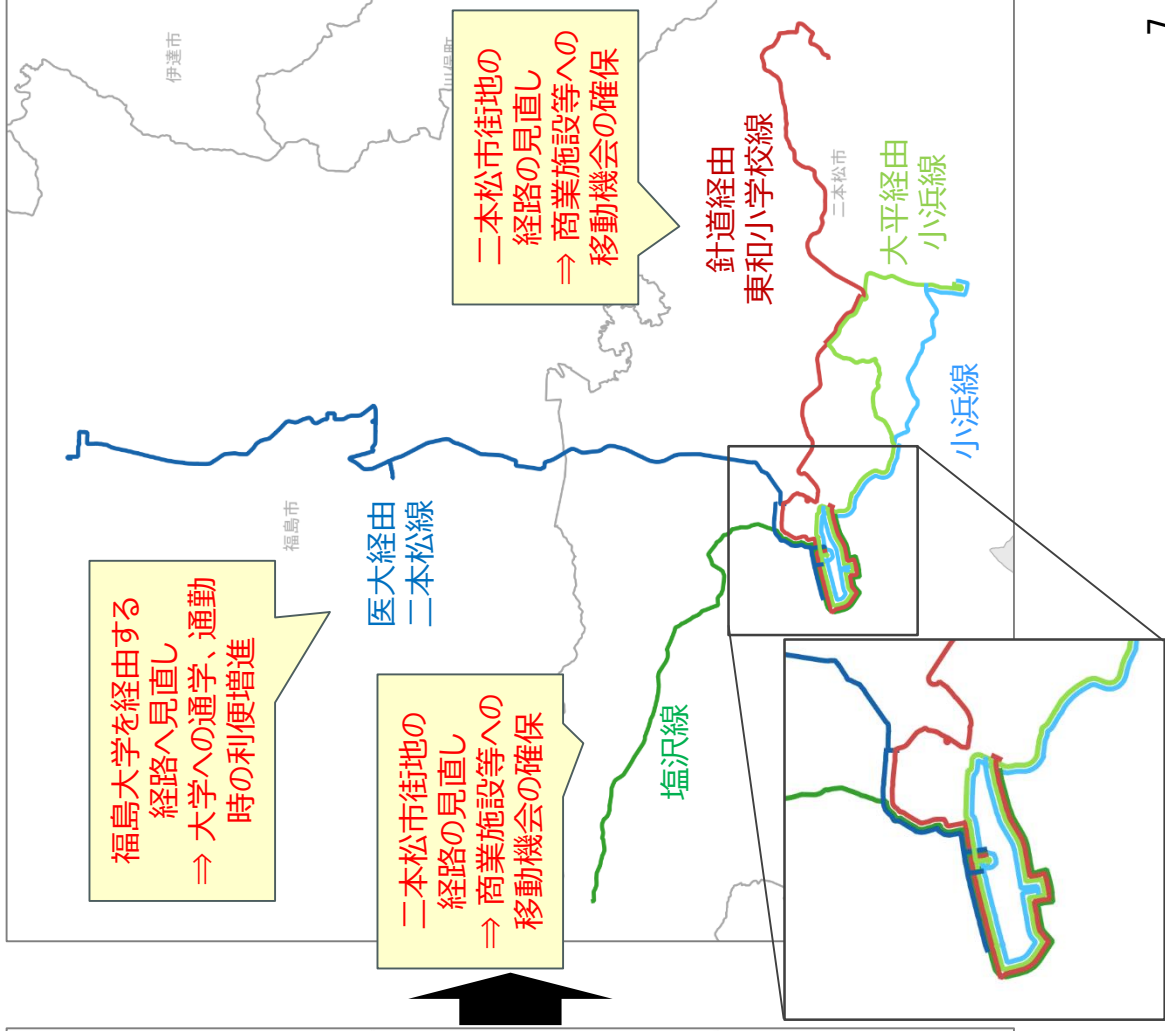 福島大学を経由する
経路へ見直し
⇒ 大学への通学、通勤
時の利便増進
二本松市街地の
経路の見直し
⇒ 商業施設等への
移動機会の確保
二本松市街地の
経路の見直し
⇒ 商業施設等への
移動機会の確保
伊達市
福島市
医大経由
二本松線
針道経由
東和小学校線
二本松市
大平経由
小浜線
小浜線
塩沢線
7